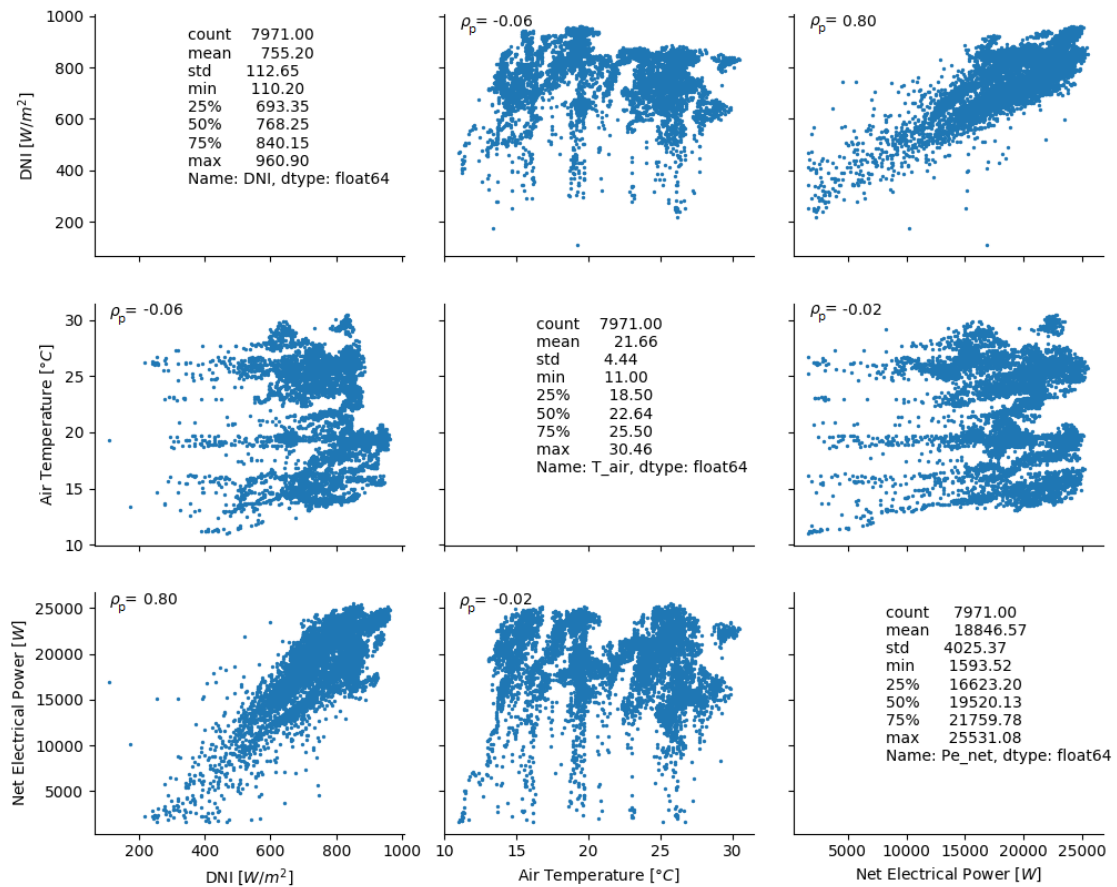 1000
800
600
400
200
DNI [W/m²]
count 7971.00
mean 755.20
std 112.65
min 110.20
25% 693.35
50% 768.25
75% 840.15
max 960.90
Name: DNI, dtype: float64
ρp= -0.06
ρp= 0.80
30
25
20
15
10
Air Temperature [°C]
ρp= -0.06
count 7971.00
mean 21.66
std 4.44
min 11.00
25% 18.50
50% 22.64
75% 25.50
max 30.46
Name: T_air, dtype: float64
ρp= -0.02
25000
20000
15000
10000
5000
Net Electrical Power [W]
ρp= 0.80
ρp= -0.02
count 7971.00
mean 18846.57
std 4025.37
min 1593.52
25% 16623.20
50% 19520.13
75% 21759.78
max 25531.08
Name: Pe_net, dtype: float64
200 400 600 800 1000
10 15 20 25 30
5000 10000 15000 20000 25000
DNI [W/m²]
Air Temperature [°C]
Net Electrical Power [W]